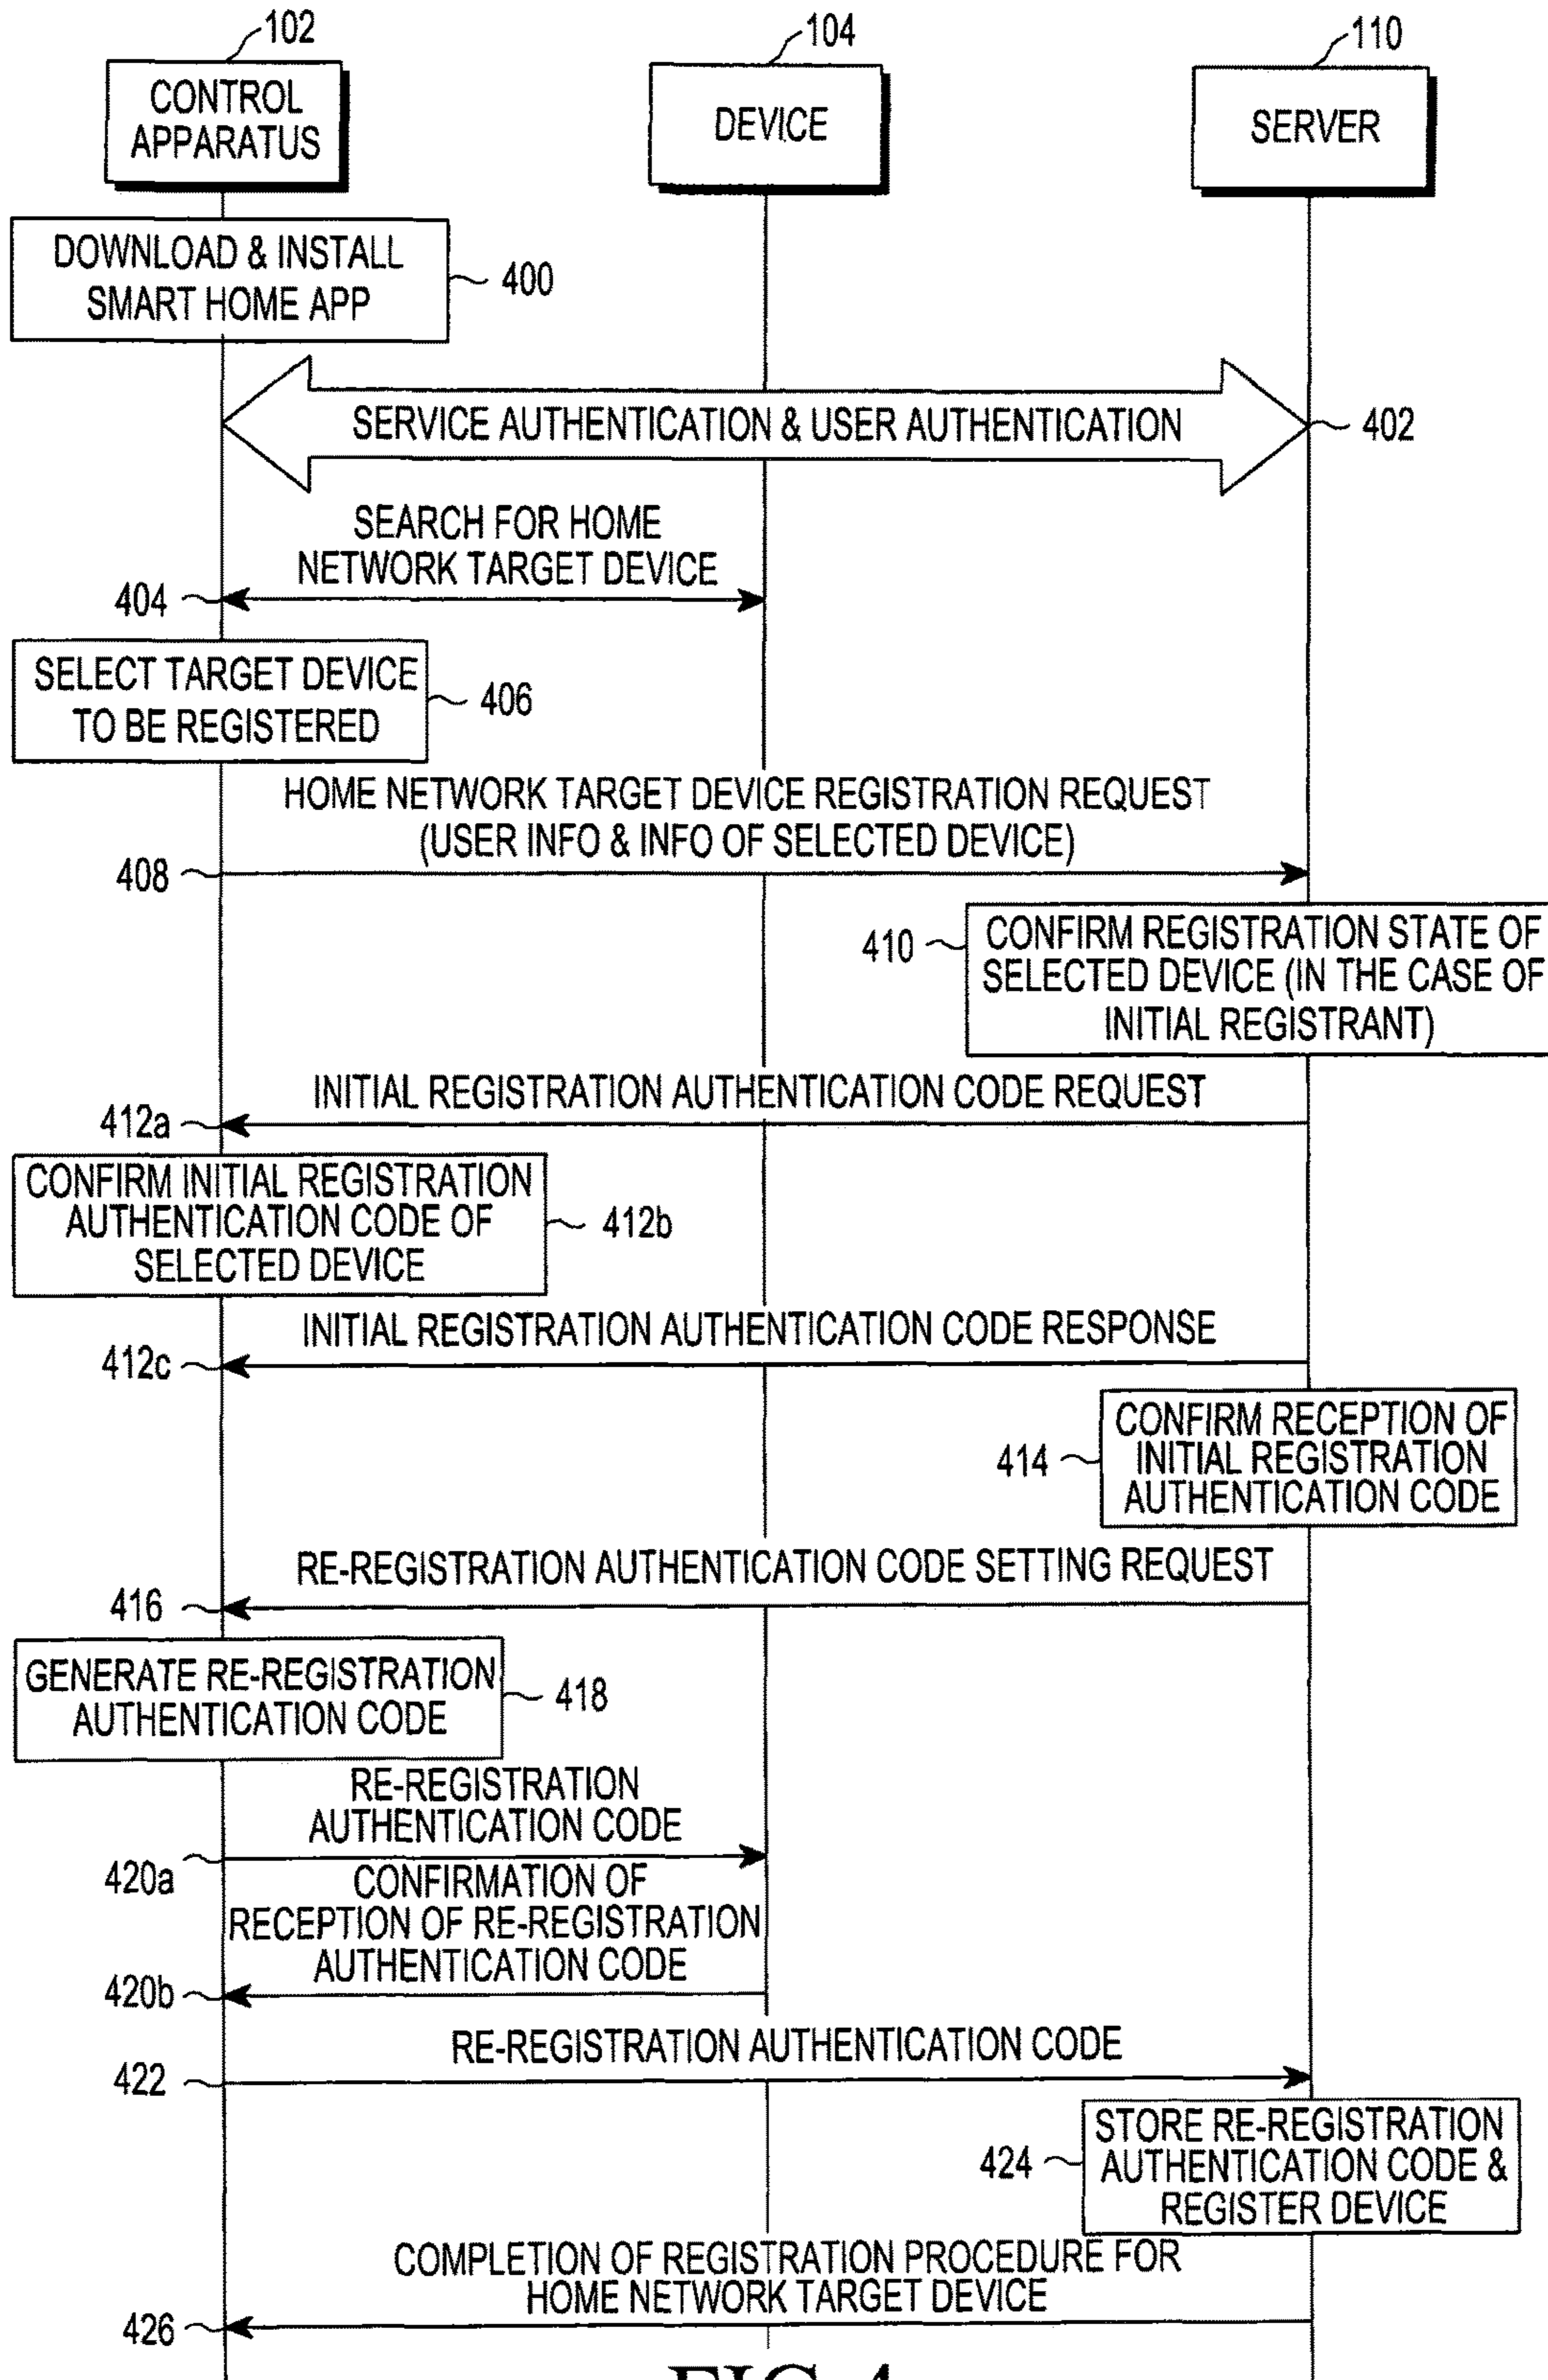 102
104
110
CONTROL
APPARATUS
DEVICE
SERVER
DOWNLOAD & INSTALL
SMART HOME APP
400
SERVICE AUTHENTICATION & USER AUTHENTICATION
402
SEARCH FOR HOME
NETWORK TARGET DEVICE
404
SELECT TARGET DEVICE
TO BE REGISTERED
406
HOME NETWORK TARGET DEVICE REGISTRATION REQUEST
(USER INFO & INFO OF SELECTED DEVICE)
408
410
CONFIRM REGISTRATION STATE OF
SELECTED DEVICE (IN THE CASE OF
INITIAL REGISTRANT)
INITIAL REGISTRATION AUTHENTICATION CODE REQUEST
412a
CONFIRM INITIAL REGISTRATION
AUTHENTICATION CODE OF
SELECTED DEVICE
412b
INITIAL REGISTRATION AUTHENTICATION CODE RESPONSE
412c
414
CONFIRM RECEPTION OF
INITIAL REGISTRATION
AUTHENTICATION CODE
RE-REGISTRATION AUTHENTICATION CODE SETTING REQUEST
416
GENERATE RE-REGISTRATION
AUTHENTICATION CODE
418
RE-REGISTRATION
AUTHENTICATION CODE
420a
CONFIRMATION OF
RECEPTION OF RE-REGISTRATION
AUTHENTICATION CODE
420b
RE-REGISTRATION AUTHENTICATION CODE
422
424
STORE RE-REGISTRATION
AUTHENTICATION CODE &
REGISTER DEVICE
COMPLETION OF REGISTRATION PROCEDURE FOR
HOME NETWORK TARGET DEVICE
426